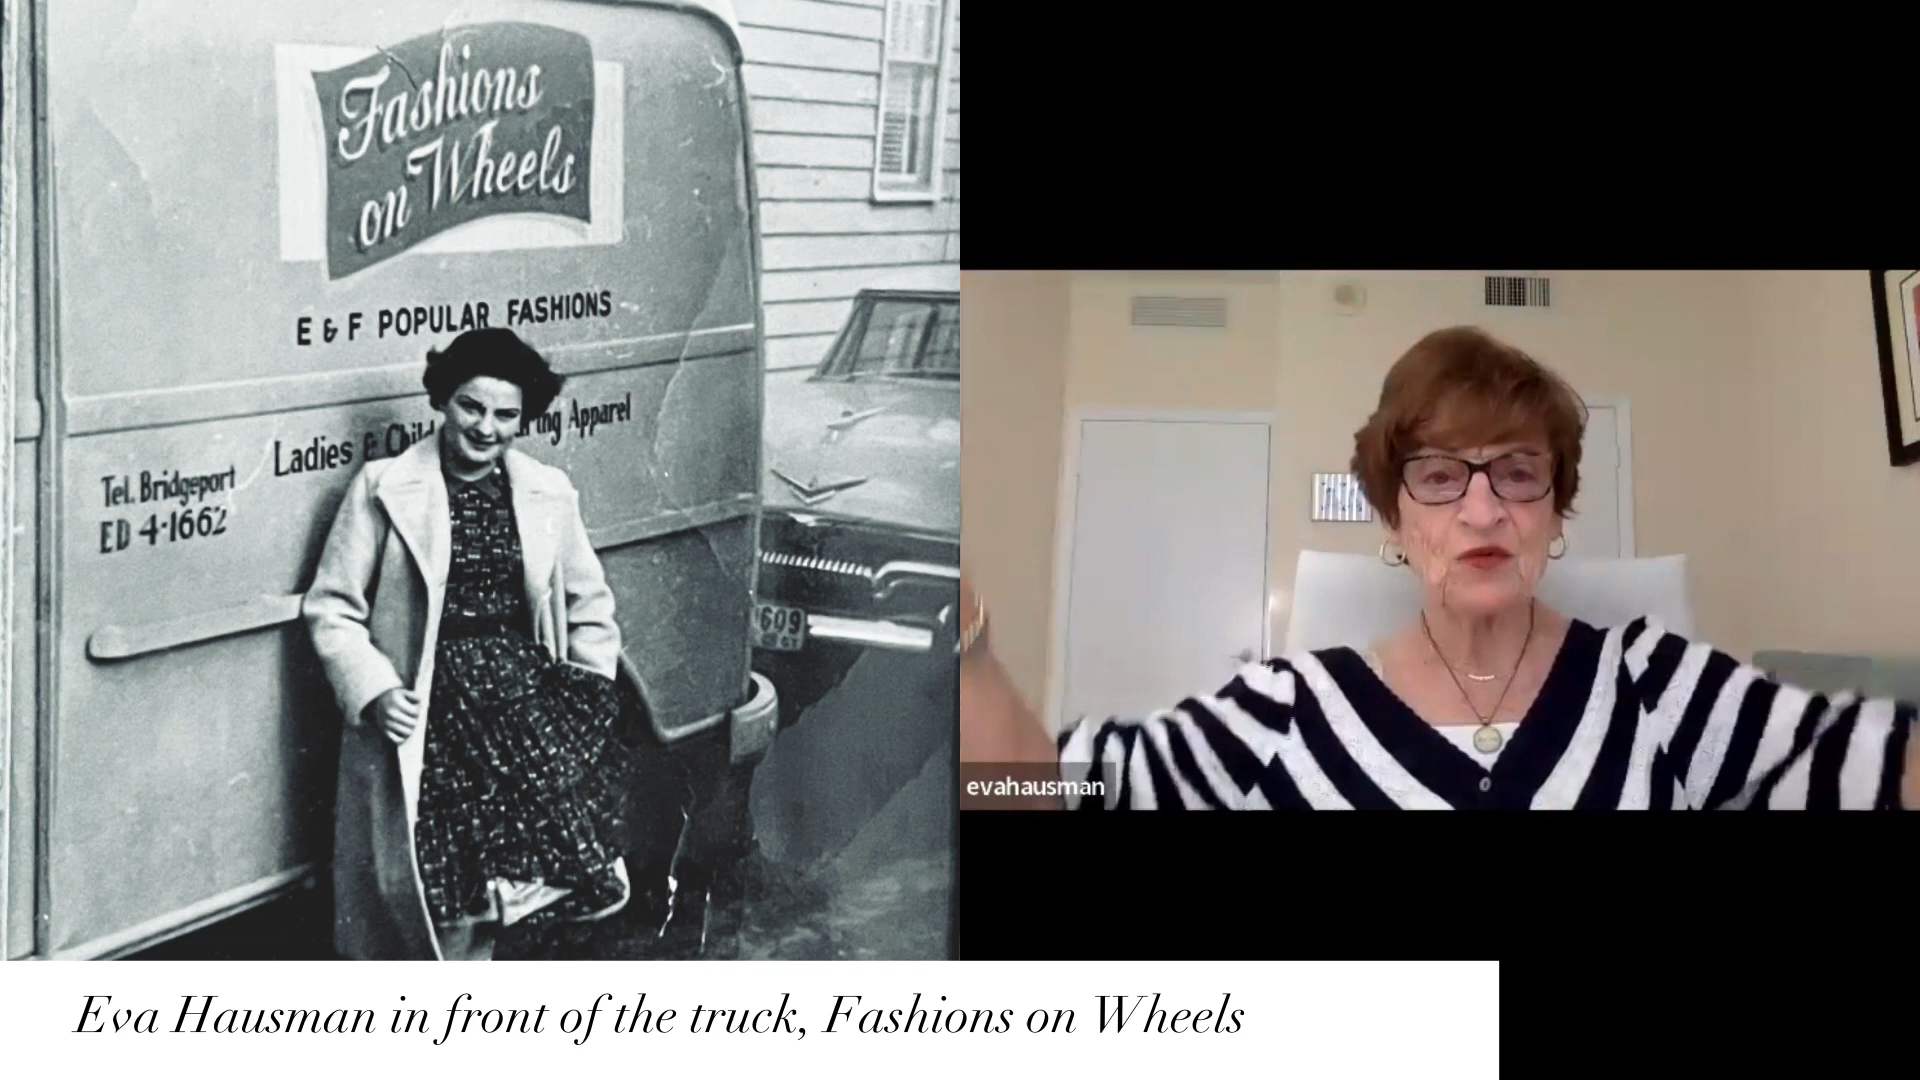 Fashions
on Wheels
E & F POPULAR FASHIONS
Ladies & Apparel
Tel. Bridgeport
ED 4-1662
609
evahausman
Eva Hausman in front of the truck, Fashions on Wheels